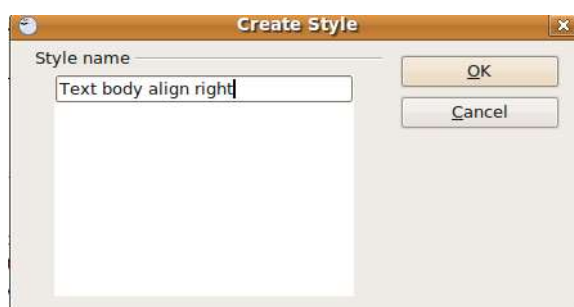 Create Style
Style name
OK
Text body align right
Cancel